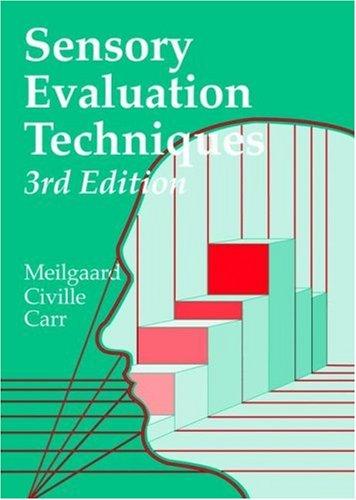 Sensory
Evaluation
Techniques
3rd Edition
Meilgaard
Civille
Carr